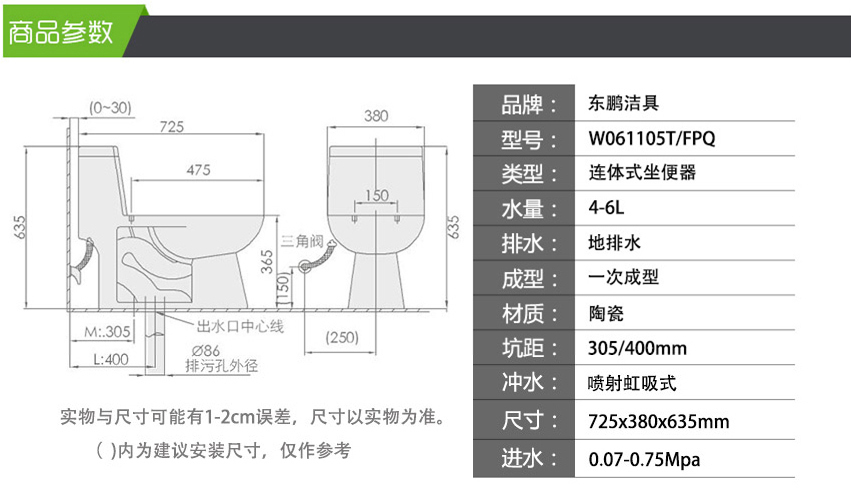 商品参数
(0~30)
725
475
635
365
(150)
三角阀
出水口中心线
M:.305
L:400
Ø86
排污孔外径
380
150
635
(250)
实物与尺寸可能有1-2cm误差，尺寸以实物为准。
（ )内为建议安装尺寸，仅作参考
品牌： 东鹏洁具
型号： W061105T/FPQ
类型： 连体式坐便器
水量： 4-6L
排水： 地排水
成型： 一次成型
材质： 陶瓷
坑距： 305/400mm
冲水： 喷射虹吸式
尺寸： 725x380x635mm
进水： 0.07-0.75Mpa